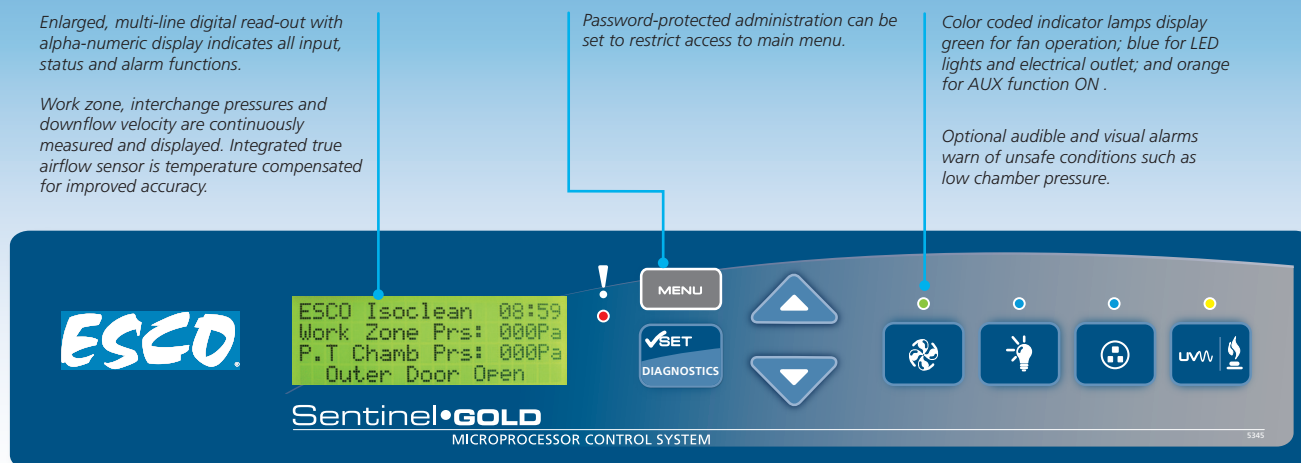 Enlarged, multi-line digital read-out with
alpha-numeric display indicates all input,
status and alarm functions.
Work zone, interchange pressures and
downflow velocity are continuously
measured and displayed. Integrated true
airflow sensor is temperature compensated
for improved accuracy.
Password-protected administration can be
set to restrict access to main menu.
Color coded indicator lamps display
green for fan operation; blue for LED
lights and electrical outlet; and orange
for AUX function ON .
Optional audible and visual alarms
warn of unsafe conditions such as
low chamber pressure.
ESCO
ESCO Isoclean 08:59
Work Zone Prs: 000Pa
P.T Chamb Prs: 000Pa
Outer Door Open
!
MENU
SET
DIAGNOSTICS
UV
Sentinel•GOLD
MICROPROCESSOR CONTROL SYSTEM
5345